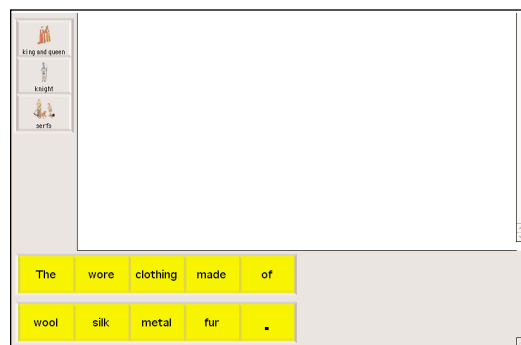 king and queen
knight
serfs
The wore clothing made of
wool silk metal fur .